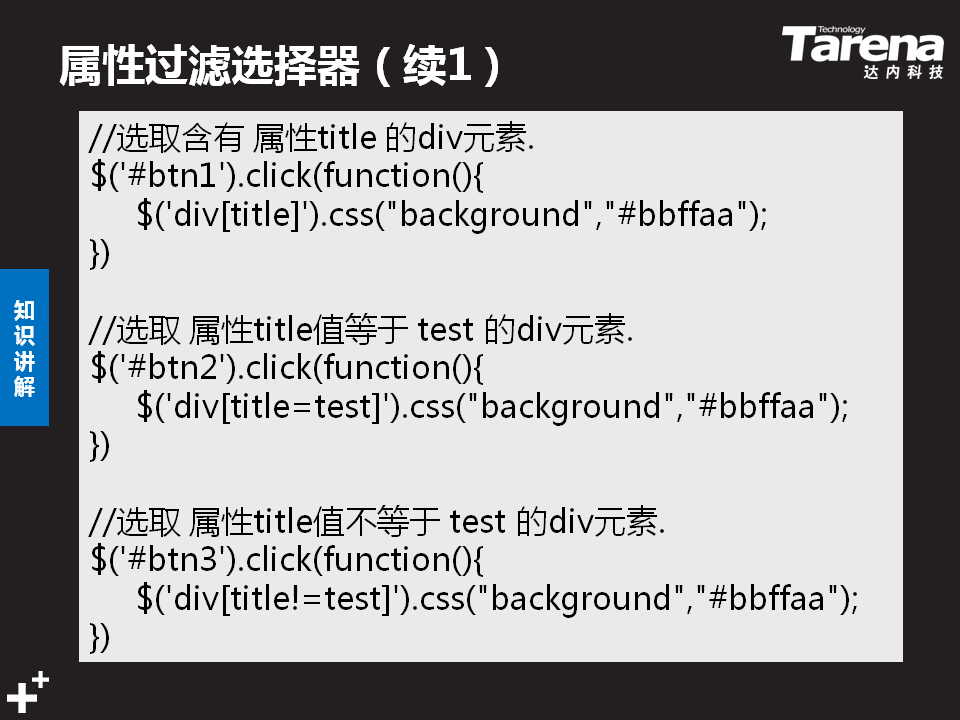 属性过滤选择器（续1）
Technology
Tarena
达内科技
//选取含有 属性title 的div元素.
$('#btn1').click(function(){
$('div[title]').css("background","#bbffaa");
})
//选取 属性title值等于 test 的div元素.
$('#btn2').click(function(){
$('div[title=test]').css("background","#bbffaa");
})
//选取 属性title值不等于 test 的div元素.
$('#btn3').click(function(){
$('div[title!=test]').css("background","#bbffaa");
})
知识讲解